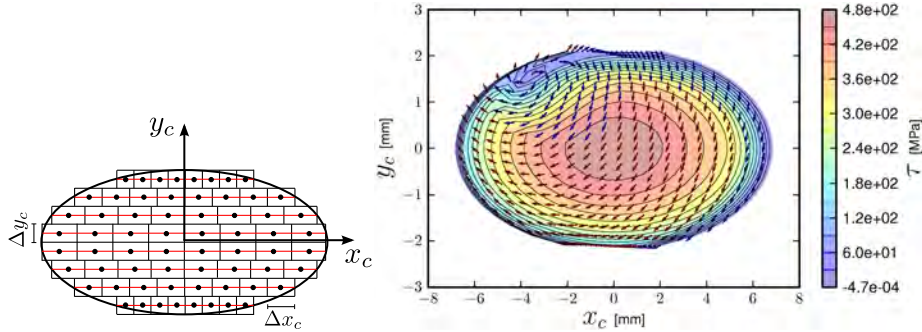 y_c
Δy_c
x_c
Δx_c
3
2
1
0
−1
−2
−3
y_c [mm]
−8 −6 −4 −2 0 2 4 6 8
x_c [mm]
4.8e+02
4.2e+02
3.6e+02
3.0e+02
2.4e+02
1.8e+02
1.2e+02
6.0e+01
-4.7e-04
τ [MPa]